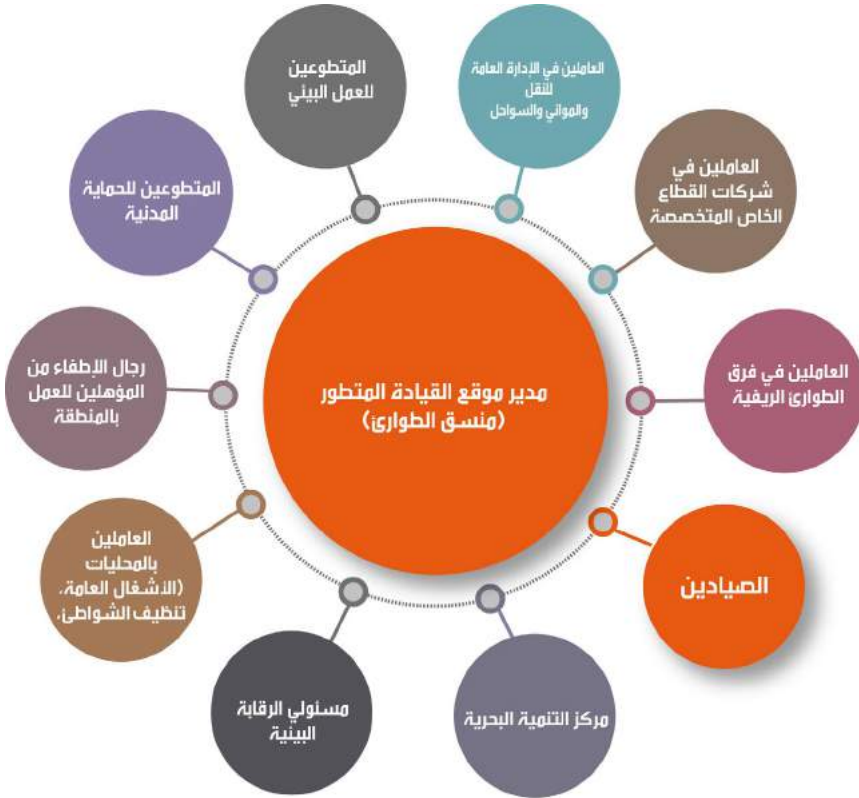 المتطوعين
للعمل البيئي
العاملين في الإدارة العامة
للنقل
والمواني والسواحل
العاملين في
شركات القطاع
الخاص المتخصصة
المتطوعين للحماية
المدنية
العاملين في فرق
الطوارئ الريفية
رجال الإطفاء من
المؤهلين للعمل
بالمنطقة
مدير موقع القيادة المتطور
(منسق الطوارئ)
العاملين
بالمحليات
(الأشغال العامة،
تنظيف الشواطئ،
الصيادين
مسئولي الرقابة
البيئية
مركز التنمية البحرية